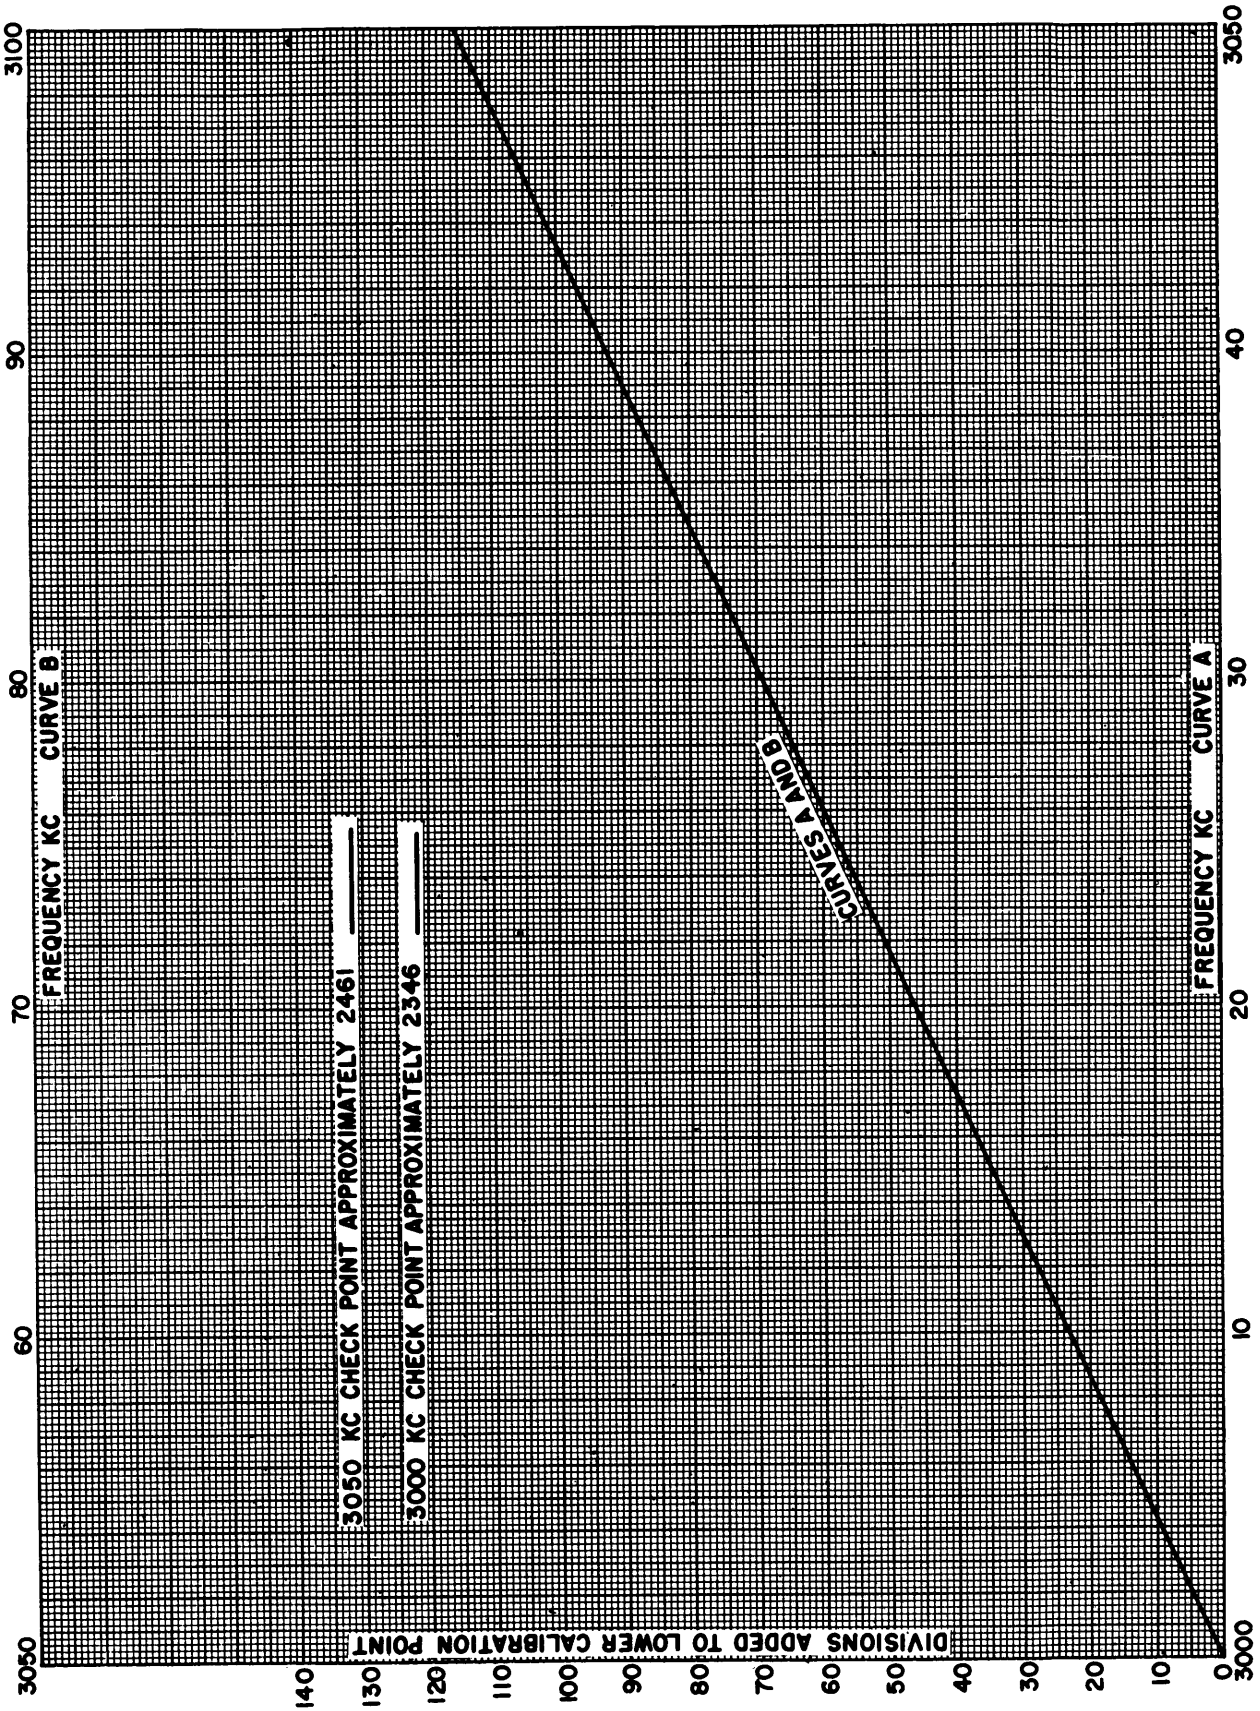 3050 60 70 80 90 3100
FREQUENCY KC CURVE B
3050 KC CHECK POINT APPROXIMATELY 2461
3000 KC CHECK POINT APPROXIMATELY 2346
CURVES A AND B
DIVISIONS ADDED TO LOWER CALIBRATION POINT
140
130
120
110
100
90
80
70
60
50
40
30
20
10
0
FREQUENCY KC CURVE A
3000 10 20 30 40 3050